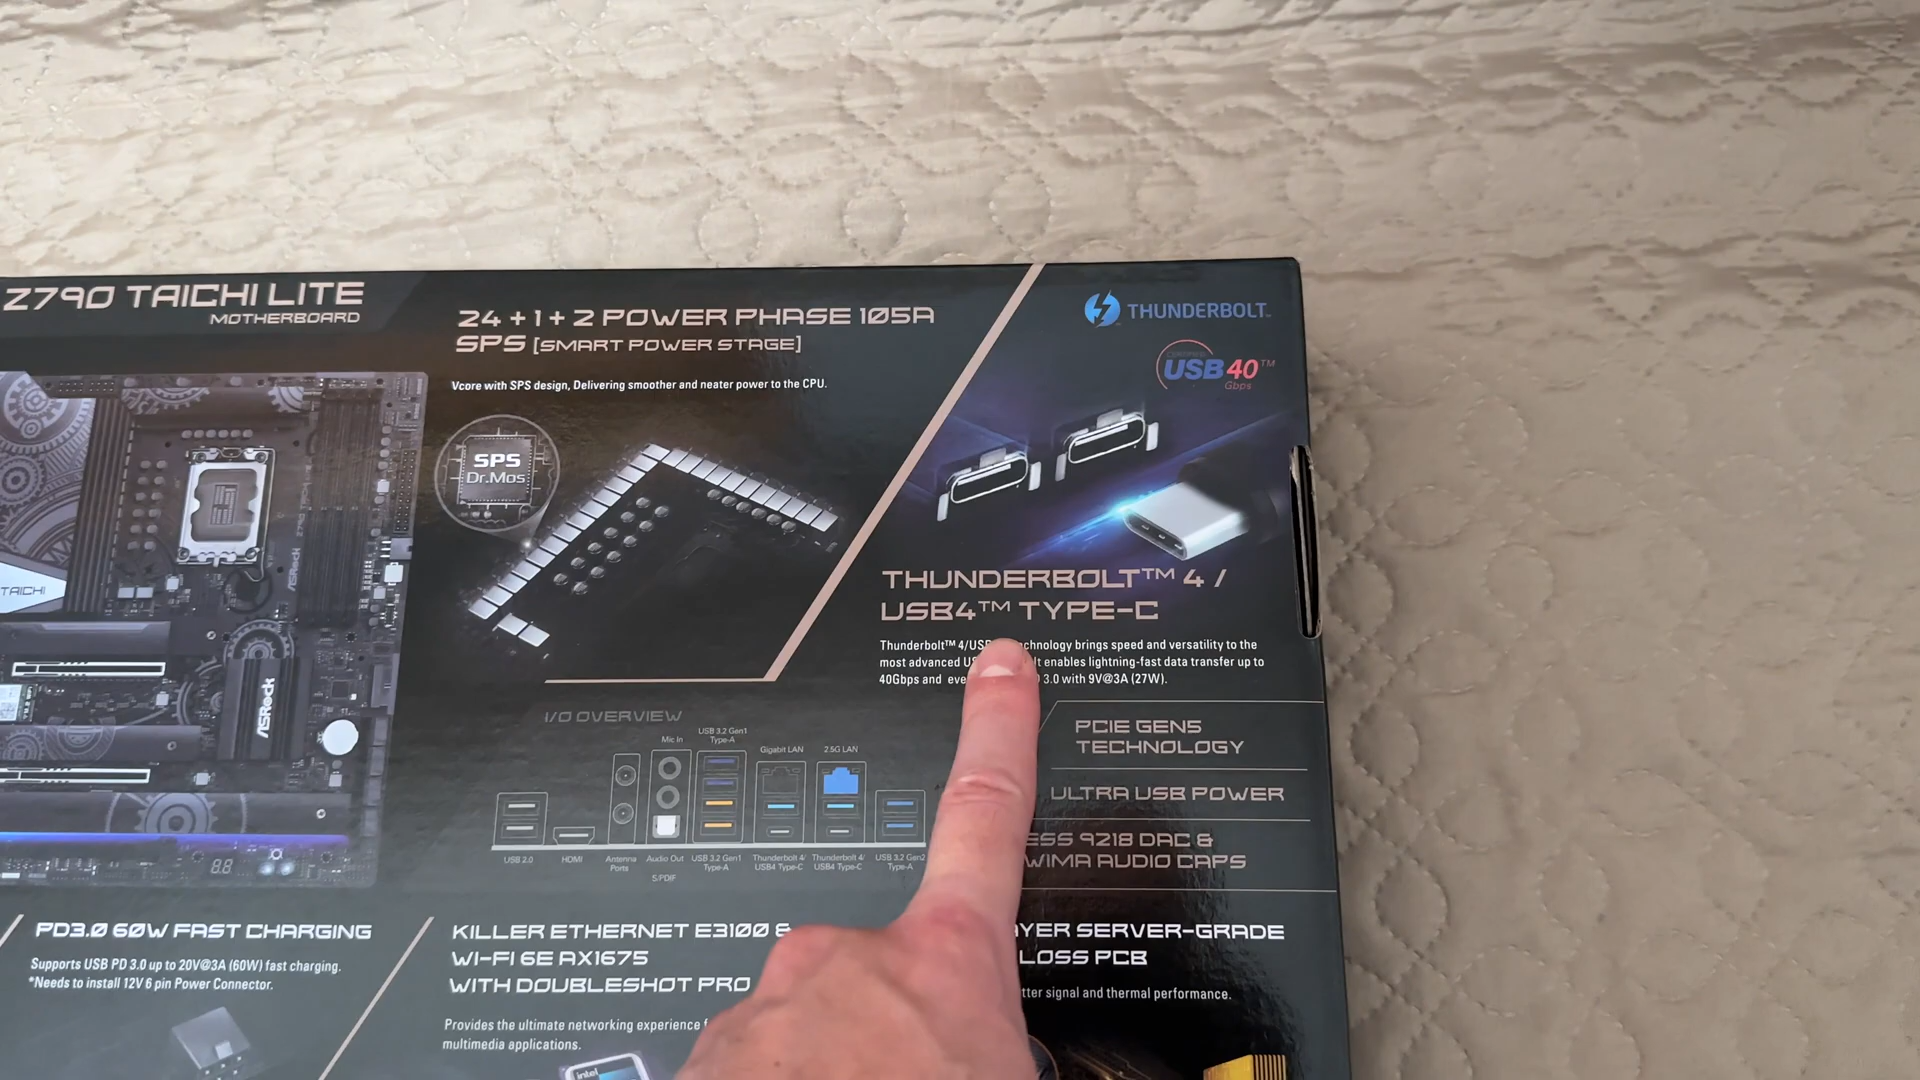 Z790 TAICHI LITE
MOTHERBOARD
24 + 1 + 2 POWER PHASE 105A
SPS [SMART POWER STAGE]
Vcore with SPS design, Delivering smoother and neater power to the CPU.
SPS
Dr.Mos
THUNDERBOLT™
USB 40™
Gbps
THUNDERBOLT™ 4 /
USB4™ TYPE-C
Thunderbolt™ 4/USB technology brings speed and versatility to the
most advanced enables lightning-fast data transfer up to
40Gbps and 3.0 with 9V@3A (27W).
TAICHI
ASRock
ASRock
I/O OVERVIEW
Mic In
USB 3.2 Gen1
Type-A
Gigabit LAN
2.5G LAN
USB 2.0
HDMI
Antenna
Ports
Audio Out
S/PDIF
USB 3.2 Gen1
Type-A
Thunderbolt 4/
USB4 Type-C
Thunderbolt 4/
USB4 Type-C
USB 3.2 Gen2
Type-A
PCIE GEN5
TECHNOLOGY
ULTRA USB POWER
ESS 9218 DAC &
WIMA AUDIO CAPS
PD3.0 60W FAST CHARGING
Supports USB PD 3.0 up to 20V@3A (60W) fast charging.
*Needs to install 12V 6 pin Power Connector.
KILLER ETHERNET E3100 &
WI-FI 6E AX1675
WITH DOUBLESHOT PRO
Provides the ultimate networking experience
multimedia applications.
intel
SERVER-GRADE
LOSS PCB
signal and thermal performance.